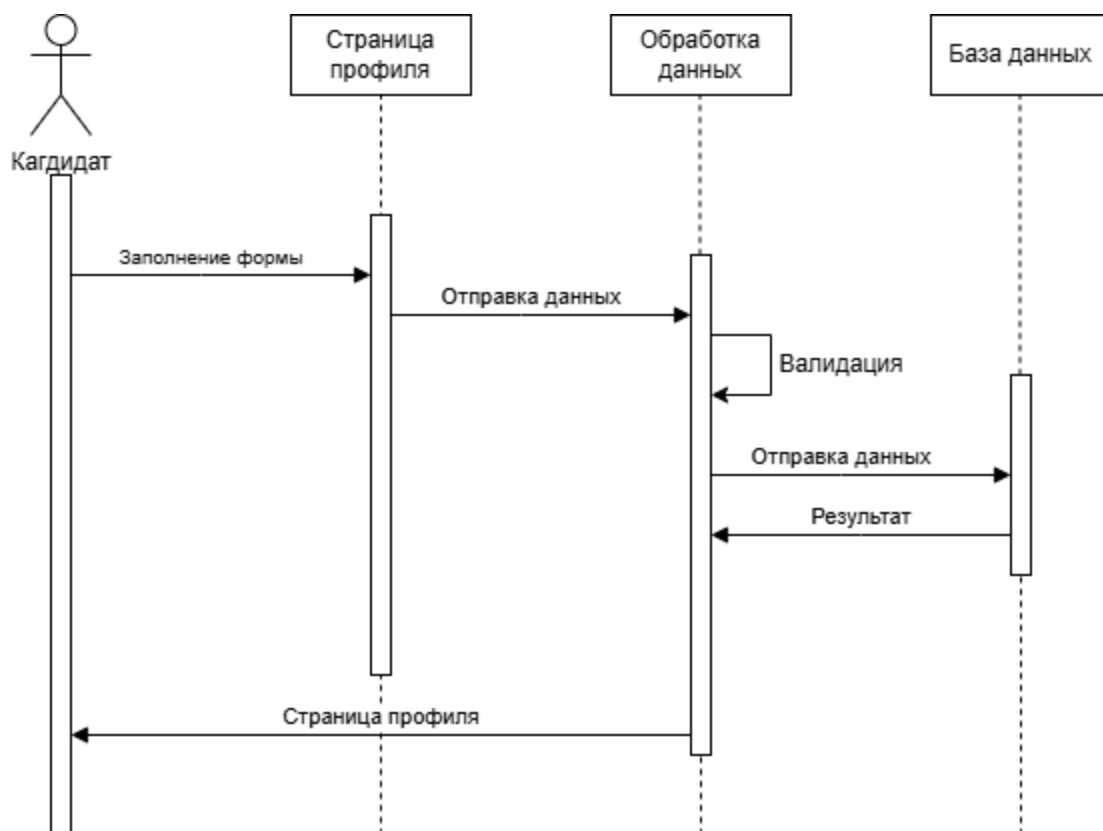 Страница
профиля
Обработка
данных
База данных
Кагдидат
Заполнение формы
Отправка данных
Валидация
Отправка данных
Результат
Страница профиля